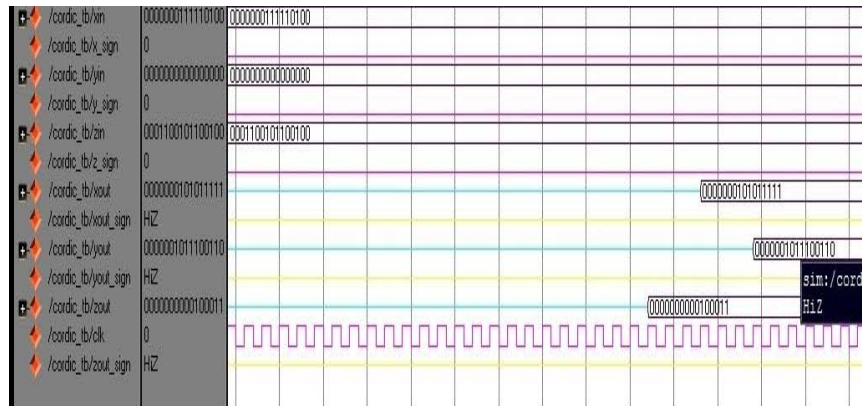 /cordic_tb/xin 0000000111110100 0000000111110100
/cordic_tb/x_sign 0
/cordic_tb/yin 0000000000000000 0000000000000000
/cordic_tb/y_sign 0
/cordic_tb/zin 0001100101100100 0001100101100100
/cordic_tb/z_sign 0
/cordic_tb/xout 0000000101011111 0000000101011111
/cordic_tb/xout_sign HiZ
/cordic_tb/yout 0000001011100110 0000001011100110
/cordic_tb/yout_sign HiZ
sim:/cord
/cordic_tb/zout 0000000000100011 0000000000100011 HiZ
/cordic_tb/clk 0
/cordic_tb/zout_sign HiZ